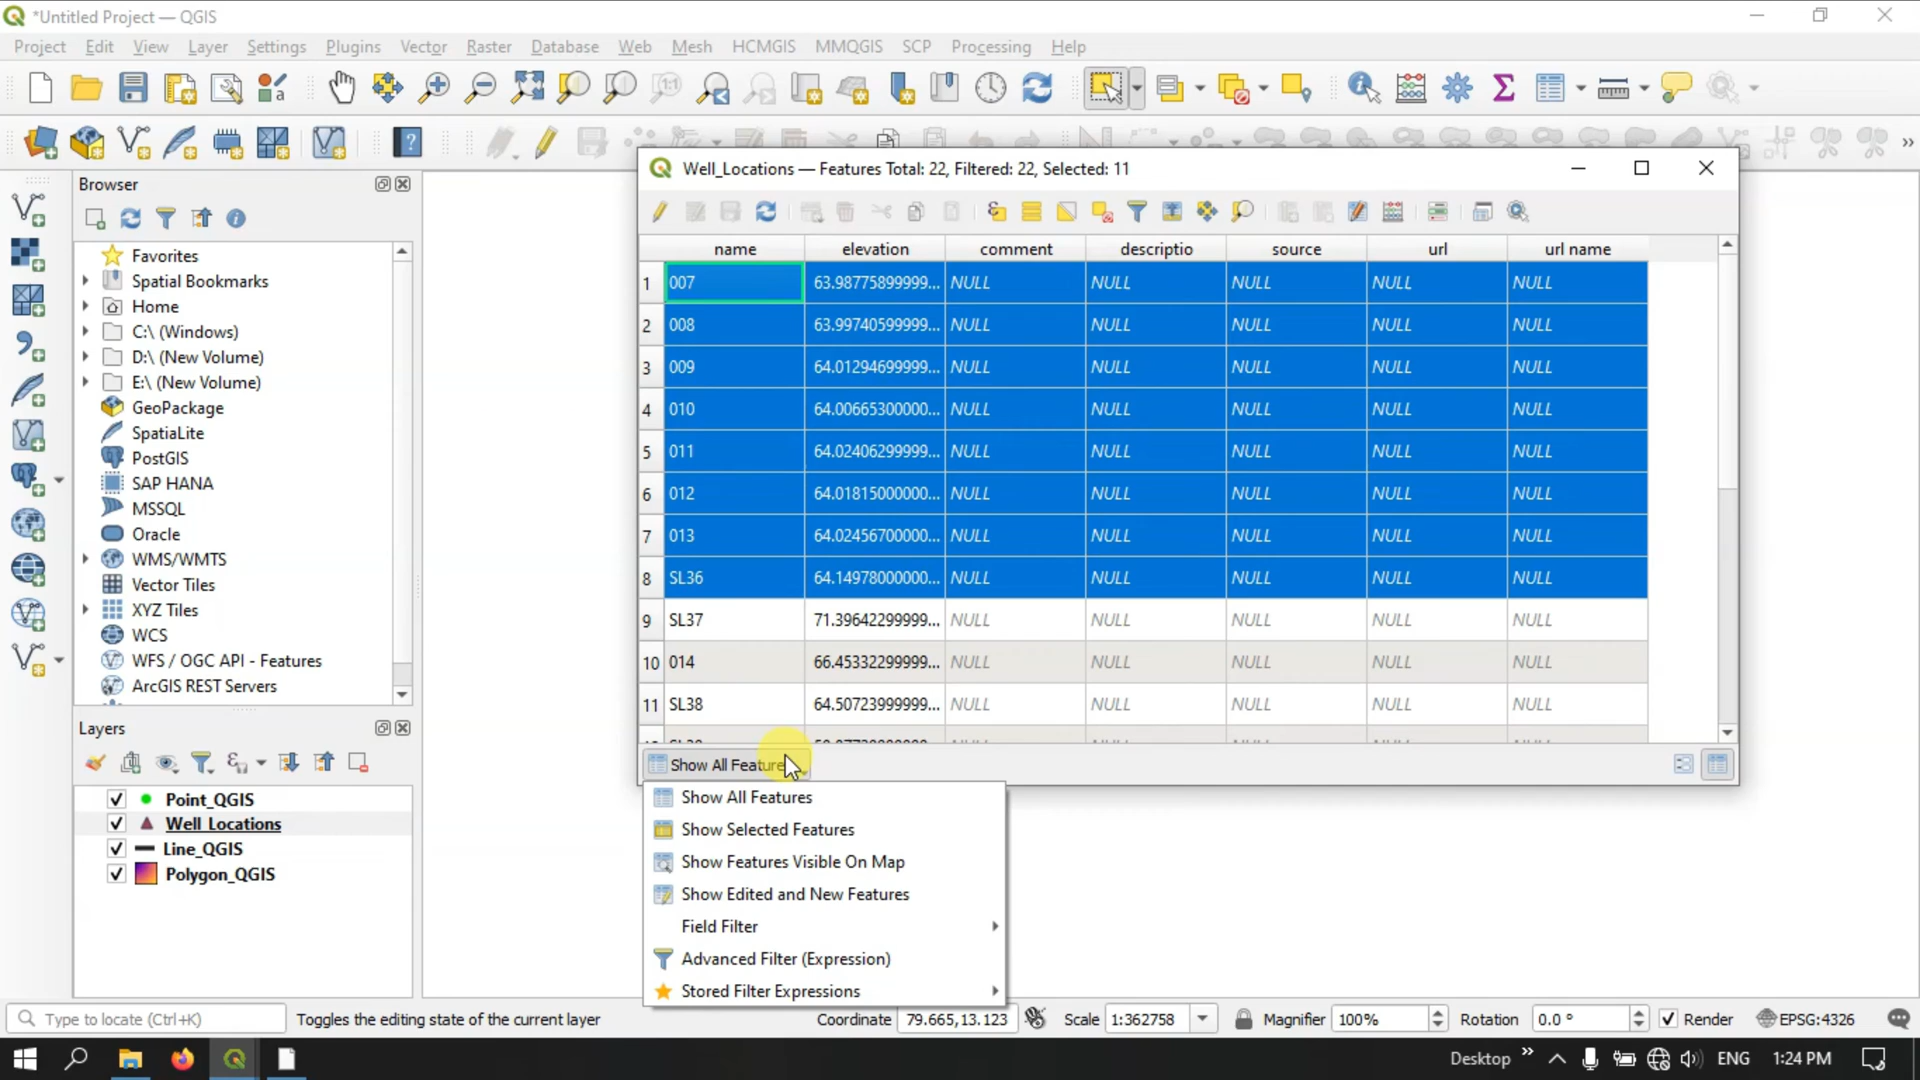 *Untitled Project — QGIS
Project Edit View Layer Settings Plugins Vector Raster Database Web Mesh HCMGIS MMQGIS SCP Processing Help
Browser
Favorites
Spatial Bookmarks
Home
C:\ (Windows)
D:\ (New Volume)
E:\ (New Volume)
GeoPackage
SpatiaLite
PostGIS
SAP HANA
MSSQL
Oracle
WMS/WMTS
Vector Tiles
XYZ Tiles
WCS
WFS / OGC API - Features
ArcGIS REST Servers
Layers
Point_QGIS
Well_Locations
Line_QGIS
Polygon_QGIS
Well_Locations — Features Total: 22, Filtered: 22, Selected: 11
name elevation comment descriptio source url url name
1 007 63.98775899999... NULL NULL NULL NULL NULL
2 008 63.99740599999... NULL NULL NULL NULL NULL
3 009 64.01294699999... NULL NULL NULL NULL NULL
4 010 64.00665300000... NULL NULL NULL NULL NULL
5 011 64.02406299999... NULL NULL NULL NULL NULL
6 012 64.01815000000... NULL NULL NULL NULL NULL
7 013 64.02456700000... NULL NULL NULL NULL NULL
8 SL36 64.14978000000... NULL NULL NULL NULL NULL
9 SL37 71.39642299999... NULL NULL NULL NULL NULL
10 014 66.45332299999... NULL NULL NULL NULL NULL
11 SL38 64.50723999999... NULL NULL NULL NULL NULL
Show All Features
Show All Features
Show Selected Features
Show Features Visible On Map
Show Edited and New Features
Field Filter
Advanced Filter (Expression)
Stored Filter Expressions
Type to locate (Ctrl+K) Toggles the editing state of the current layer Coordinate 79.665,13.123 Scale 1:362758 Magnifier 100% Rotation 0.0 ° Render EPSG:4326
Desktop » ENG 1:24 PM